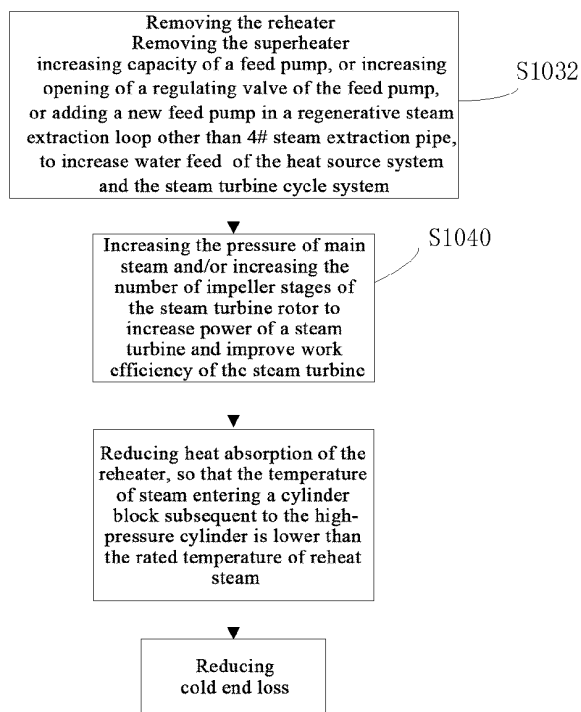 Removing the reheater
Removing the superheater
increasing capacity of a feed pump, or increasing
opening of a regulating valve of the feed pump,
or adding a new feed pump in a regenerative steam
extraction loop other than 4# steam extraction pipe,
to increase water feed of the heat source system
and the steam turbine cycle system
S1032
Increasing the pressure of main
steam and/or increasing the
number of impeller stages of
the steam turbine rotor to
increase power of a steam
turbine and improve work
efficiency of the steam turbine
S1040
Reducing heat absorption of the
reheater, so that the temperature
of steam entering a cylinder
block subsequent to the high-
pressure cylinder is lower than
the rated temperature of reheat
steam
Reducing
cold end loss